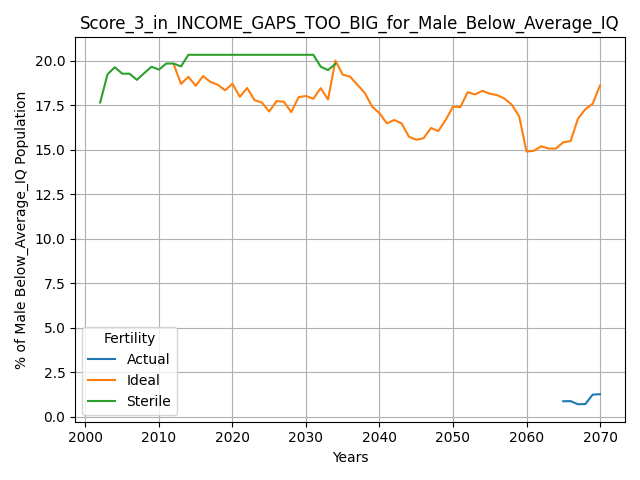 Score_3_in_INCOME_GAPS_TOO_BIG_for_Male_Below_Average_IQ
% of Male Below_Average_IQ Population
20.0
17.5
15.0
12.5
10.0
7.5
5.0
2.5
0.0
Fertility
Actual
Ideal
Sterile
2000 2010 2020 2030 2040 2050 2060 2070
Years